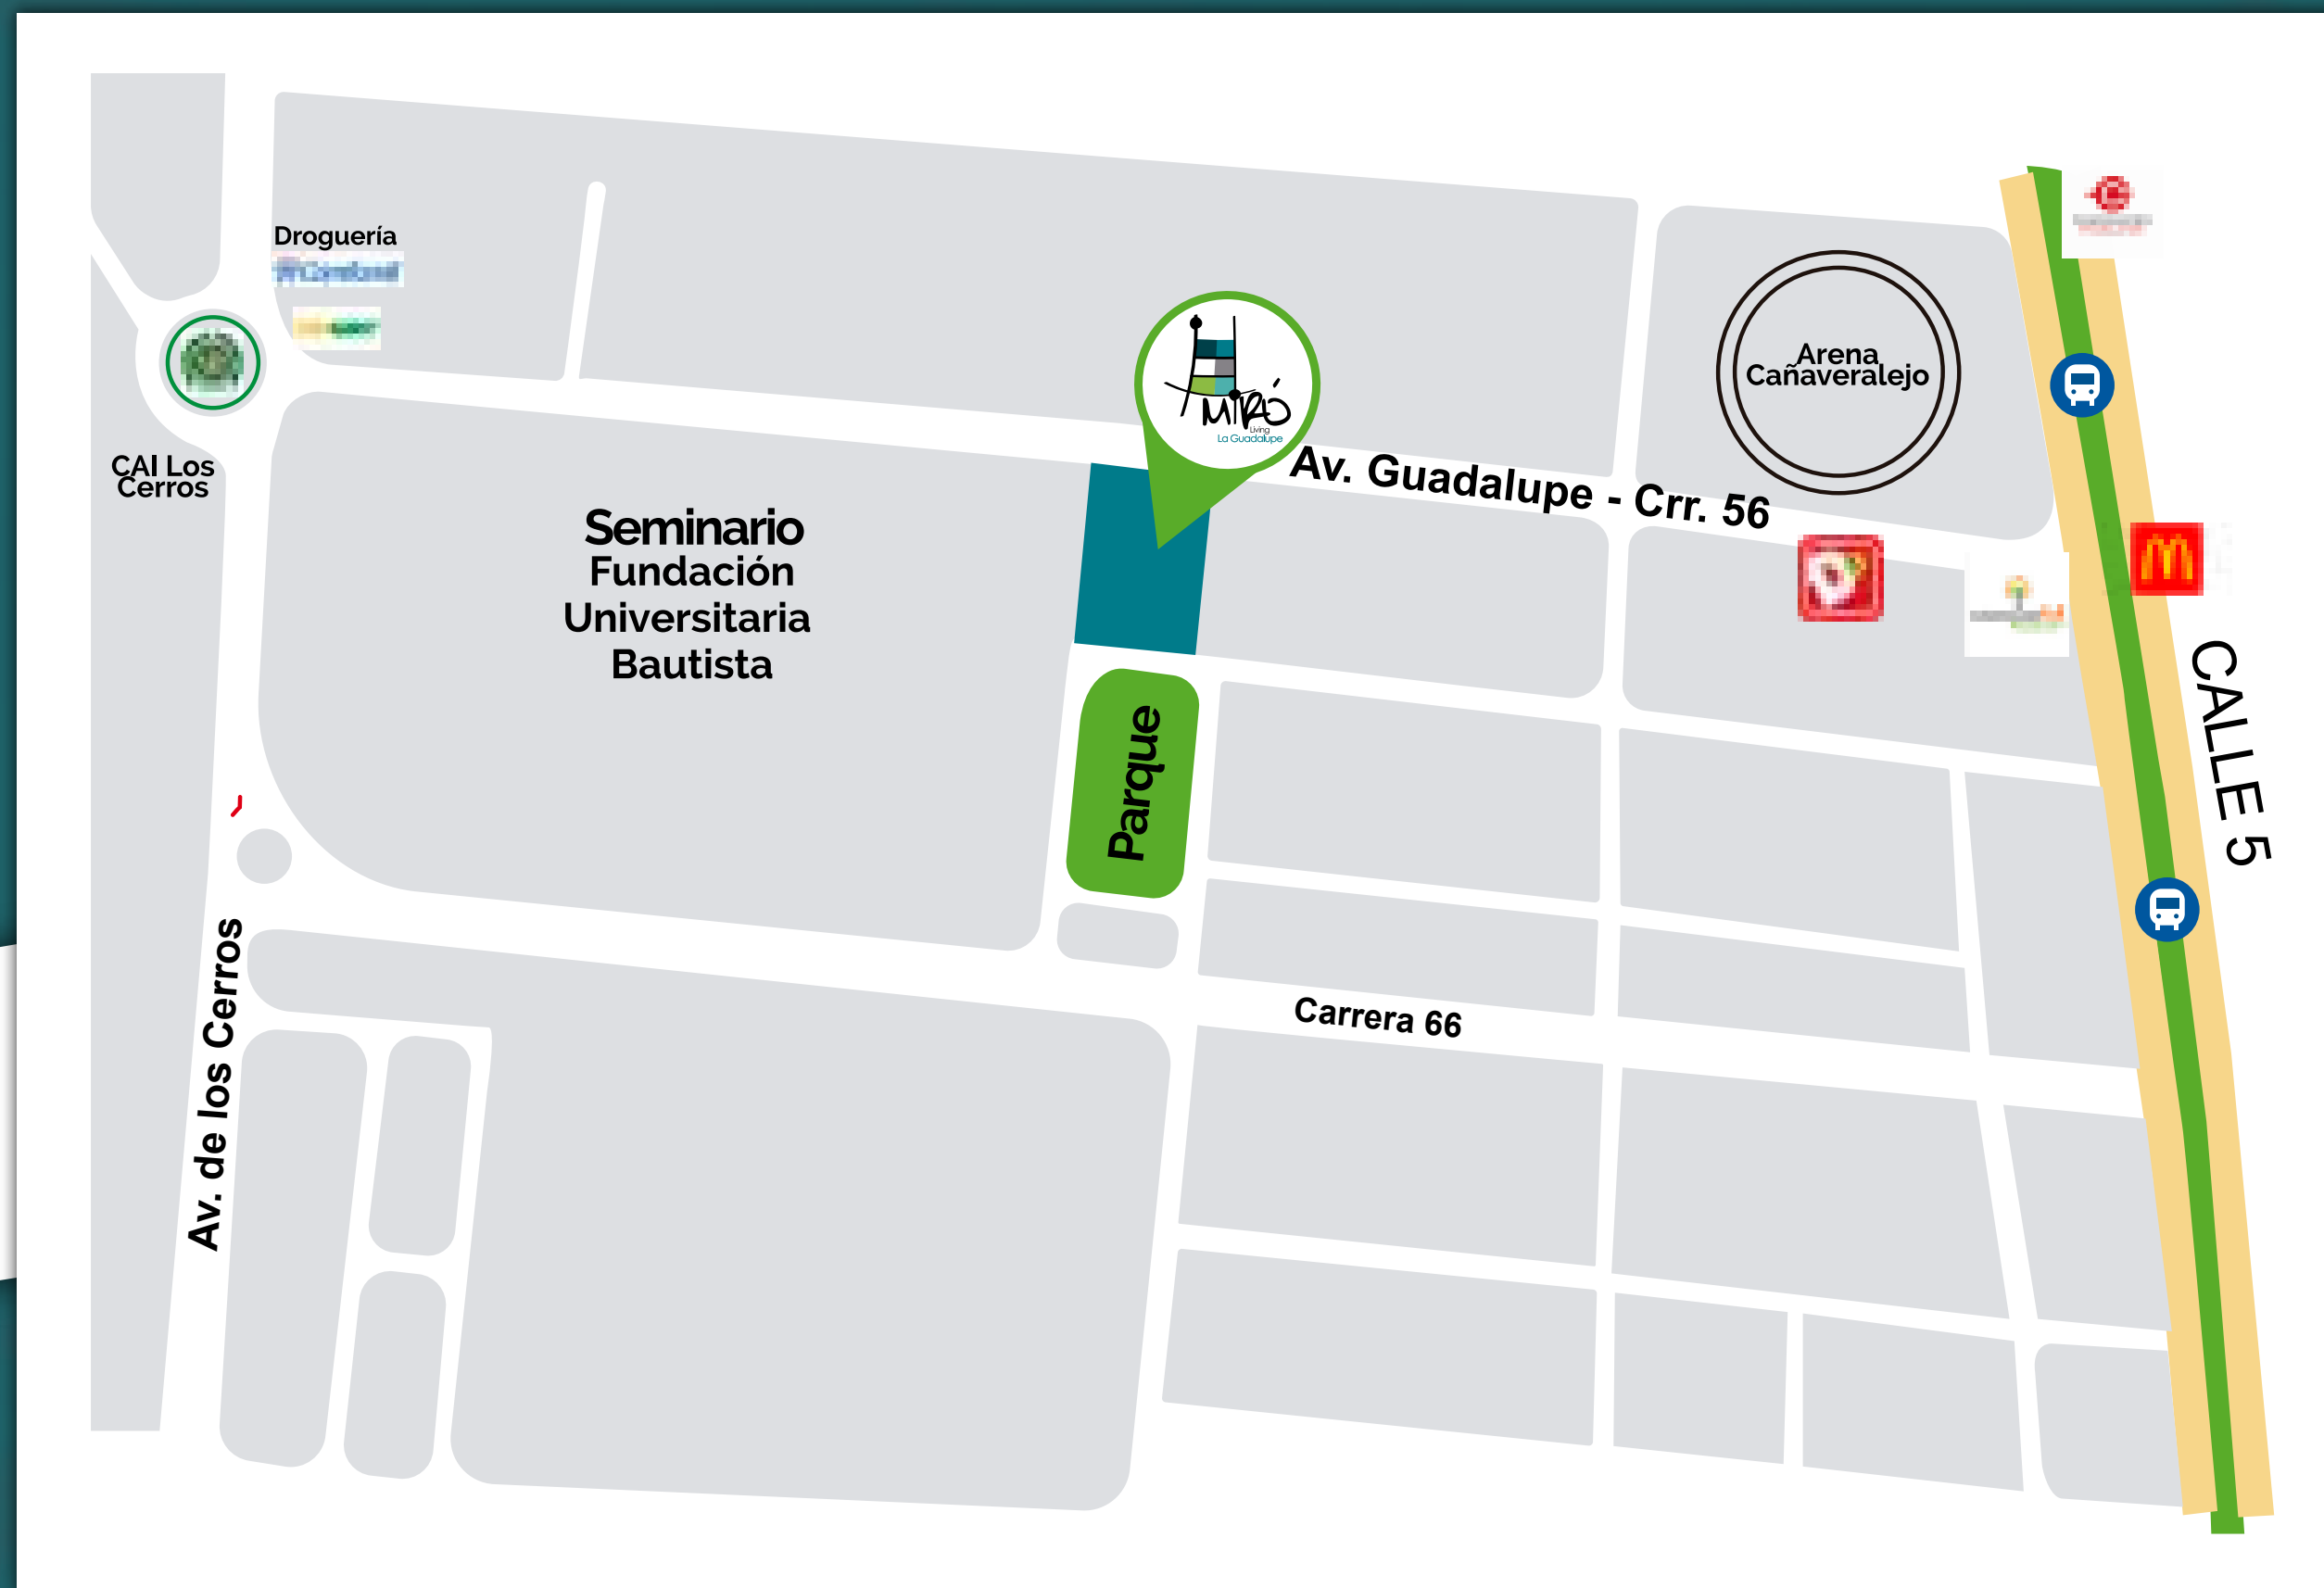 Droguería
CAI Los
Cerros
MIRÓ
Living
La Guadalupe
Av. Guadalupe - Crr. 56
Arena
Cañaveralejo
Seminario
Fundación
Universitaria
Bautista
Parque
CALLE 5
Carrera 66
Av. de los Cerros